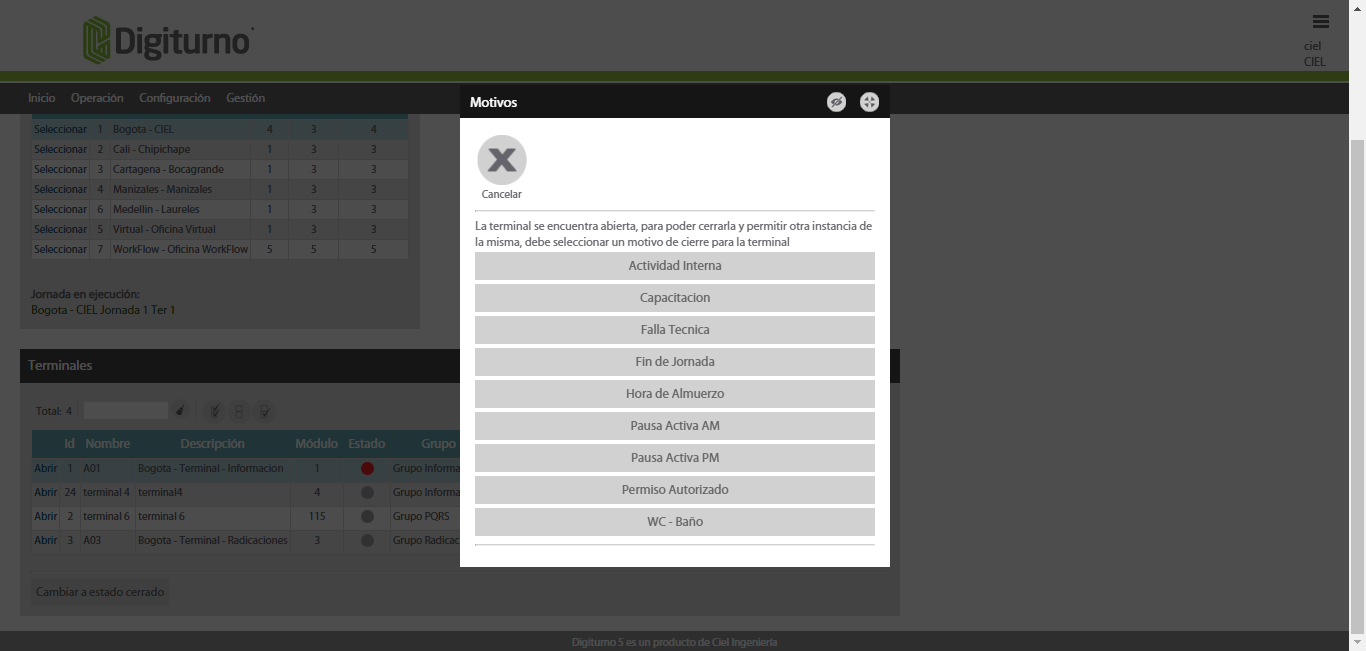 Digiturno
ciel
CIEL
Inicio Operación Configuración Gestión
Seleccionar 1 Bogota - CIEL 4 3 4
Seleccionar 2 Cali - Chipichape 1 3 3
Seleccionar 3 Cartagena - Bocagrande 1 3 3
Seleccionar 4 Manizales - Manizales 1 3 3
Seleccionar 6 Medellin - Laureles 1 3 3
Seleccionar 5 Virtual - Oficina Virtual 1 3 3
Seleccionar 7 WorkFlow - Oficina WorkFlow 5 5 5
Jornada en ejecución:
Bogota - CIEL Jornada 1 Ter 1
Terminales
Total: 4
Id Nombre Descripción Módulo Estado Grupo
Abrir 1 A01 Bogota - Terminal - Informacion 1 Grupo Informa
Abrir 24 terminal 4 terminal4 4 Grupo Informa
Abrir 2 terminal 6 terminal 6 115 Grupo PQRS
Abrir 3 A03 Bogota - Terminal - Radicaciones 3 Grupo Radicac
Cambiar a estado cerrado
Motivos
Cancelar
La terminal se encuentra abierta, para poder cerrarla y permitir otra instancia de
la misma, debe seleccionar un motivo de cierre para la terminal
Actividad Interna
Capacitacion
Falla Tecnica
Fin de Jornada
Hora de Almuerzo
Pausa Activa AM
Pausa Activa PM
Permiso Autorizado
WC - Baño
Digiturno 5 es un producto de Ciel Ingeniería